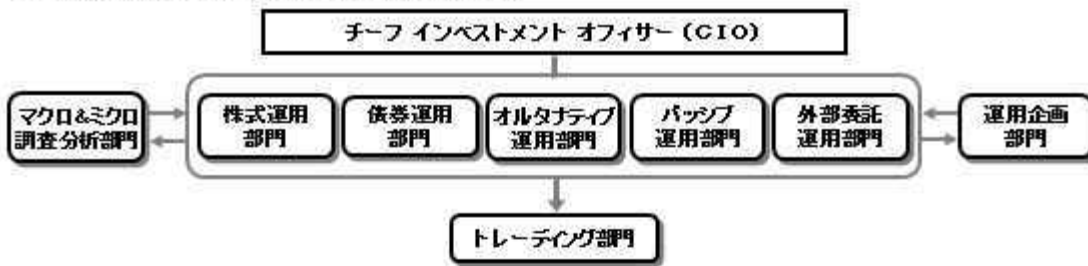 チーフ インベストメント オフィサー (CIO)
マクロ&ミクロ
調査分析部門
株式運用
部門
債券運用
部門
オルタナティブ
運用部門
パッシブ
運用部門
外部委託
運用部門
運用企画
部門
トレーディング部門